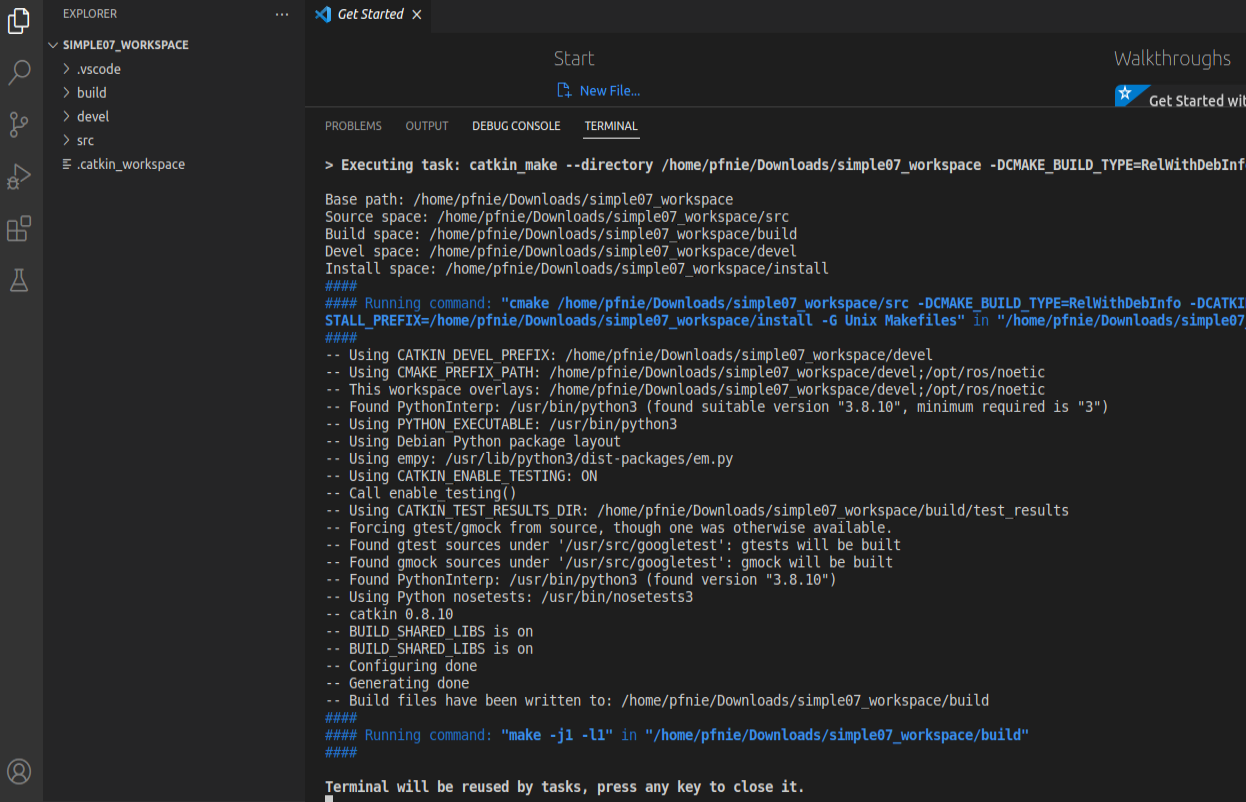 EXPLORER
SIMPLE07_WORKSPACE
.vscode
build
devel
src
.catkin_workspace
Get Started
Start
New File...
Walkthroughs
Get Started wit
PROBLEMS OUTPUT DEBUG CONSOLE TERMINAL
> Executing task: catkin_make --directory /home/pfnie/Downloads/simple07_workspace -DCMAKE_BUILD_TYPE=RelWithDebInf
Base path: /home/pfnie/Downloads/simple07_workspace
Source space: /home/pfnie/Downloads/simple07_workspace/src
Build space: /home/pfnie/Downloads/simple07_workspace/build
Devel space: /home/pfnie/Downloads/simple07_workspace/devel
Install space: /home/pfnie/Downloads/simple07_workspace/install
####
#### Running command: "cmake /home/pfnie/Downloads/simple07_workspace/src -DCMAKE_BUILD_TYPE=RelWithDebInfo -DCATKI
STALL_PREFIX=/home/pfnie/Downloads/simple07_workspace/install -G Unix Makefiles" in "/home/pfnie/Downloads/simple07_
####
-- Using CATKIN_DEVEL_PREFIX: /home/pfnie/Downloads/simple07_workspace/devel
-- Using CMAKE_PREFIX_PATH: /home/pfnie/Downloads/simple07_workspace/devel;/opt/ros/noetic
-- This workspace overlays: /home/pfnie/Downloads/simple07_workspace/devel;/opt/ros/noetic
-- Found PythonInterp: /usr/bin/python3 (found suitable version "3.8.10", minimum required is "3")
-- Using PYTHON_EXECUTABLE: /usr/bin/python3
-- Using Debian Python package layout
-- Using empy: /usr/lib/python3/dist-packages/em.py
-- Using CATKIN_ENABLE_TESTING: ON
-- Call enable_testing()
-- Using CATKIN_TEST_RESULTS_DIR: /home/pfnie/Downloads/simple07_workspace/build/test_results
-- Forcing gtest/gmock from source, though one was otherwise available.
-- Found gtest sources under '/usr/src/googletest': gtests will be built
-- Found gmock sources under '/usr/src/googletest': gmock will be built
-- Found PythonInterp: /usr/bin/python3 (found version "3.8.10")
-- Using Python nosetests: /usr/bin/nosetests3
-- catkin 0.8.10
-- BUILD_SHARED_LIBS is on
-- BUILD_SHARED_LIBS is on
-- Configuring done
-- Generating done
-- Build files have been written to: /home/pfnie/Downloads/simple07_workspace/build
####
#### Running command: "make -j1 -l1" in "/home/pfnie/Downloads/simple07_workspace/build"
####
Terminal will be reused by tasks, press any key to close it.